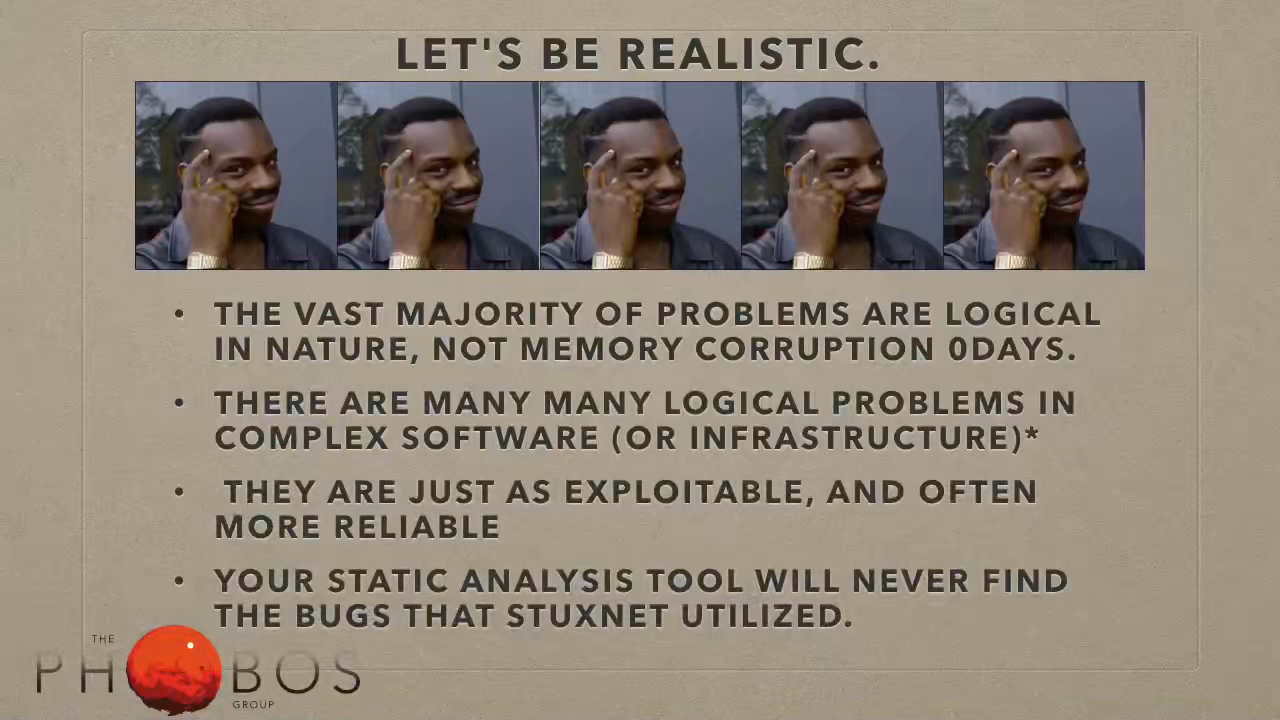 LET'S BE REALISTIC.
• THE VAST MAJORITY OF PROBLEMS ARE LOGICAL
IN NATURE, NOT MEMORY CORRUPTION 0DAYS.
• THERE ARE MANY MANY LOGICAL PROBLEMS IN
COMPLEX SOFTWARE (OR INFRASTRUCTURE)*
• THEY ARE JUST AS EXPLOITABLE, AND OFTEN
MORE RELIABLE
• YOUR STATIC ANALYSIS TOOL WILL NEVER FIND
THE BUGS THAT STUXNET UTILIZED.
THE
PHOBOS
GROUP